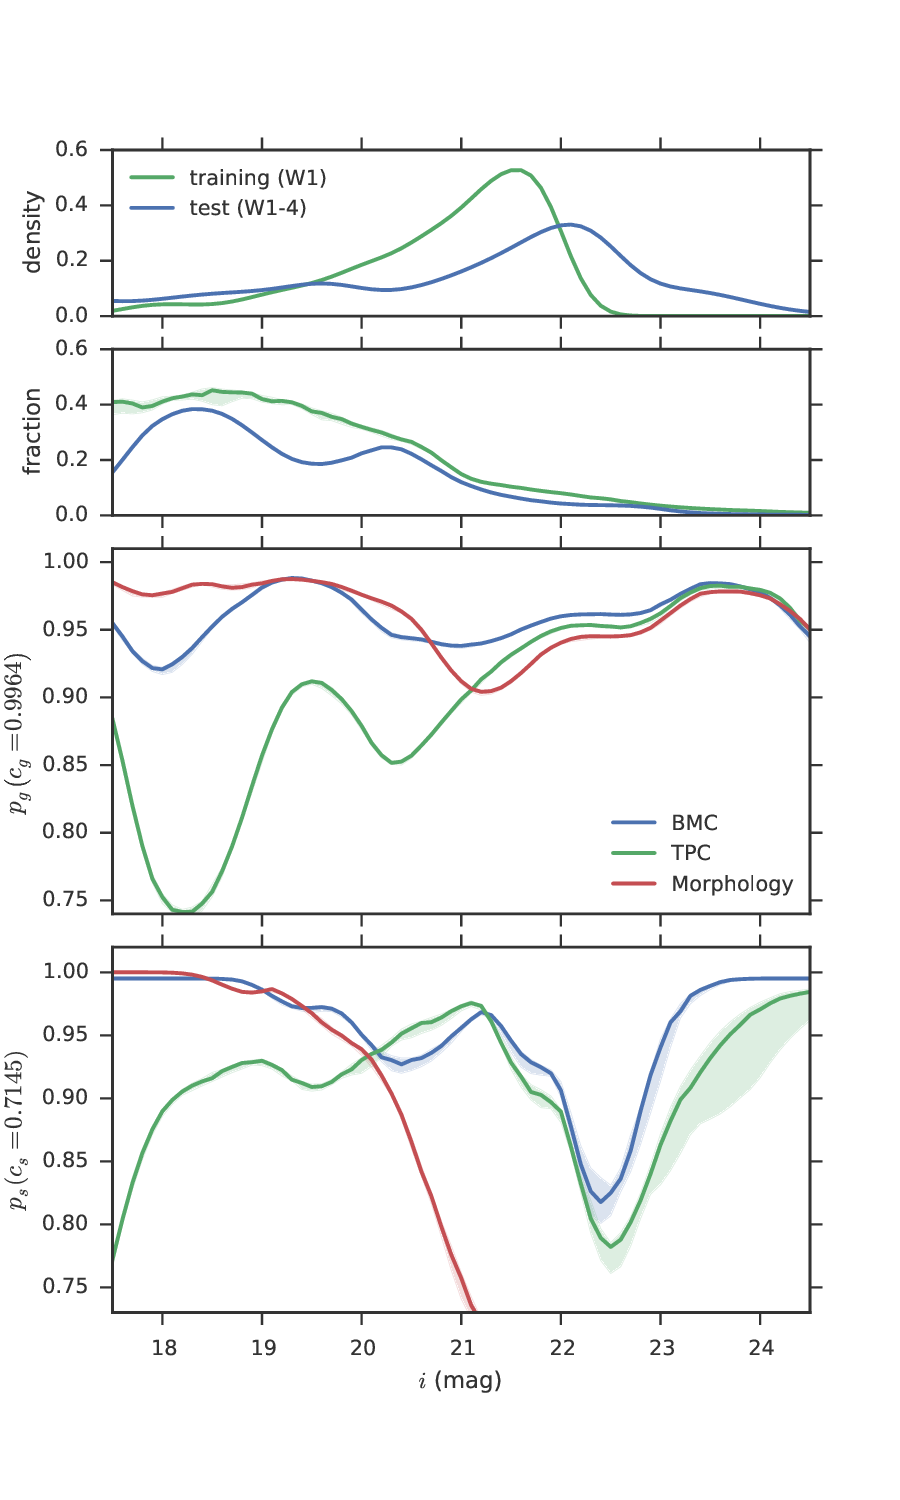 0.6
0.4
0.2
0.0
density
training (W1)
test (W1-4)
0.6
0.4
0.2
0.0
fraction
1.00
0.95
0.90
0.85
0.80
0.75
p_g (c_g = 0.9964)
BMC
TPC
Morphology
1.00
0.95
0.90
0.85
0.80
0.75
p_s (c_s = 0.7145)
18 19 20 21 22 23 24
i (mag)